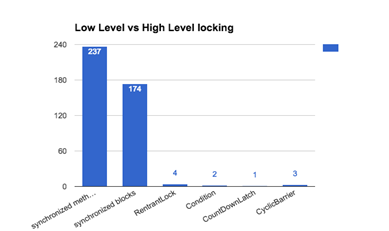 Low Level vs High Level locking
240
180
120
60
0
237
174
4
2
1
3
synchronized meth...
synchronized blocks
RentrantLock
Condition
CountDownLatch
CyclicBarrier